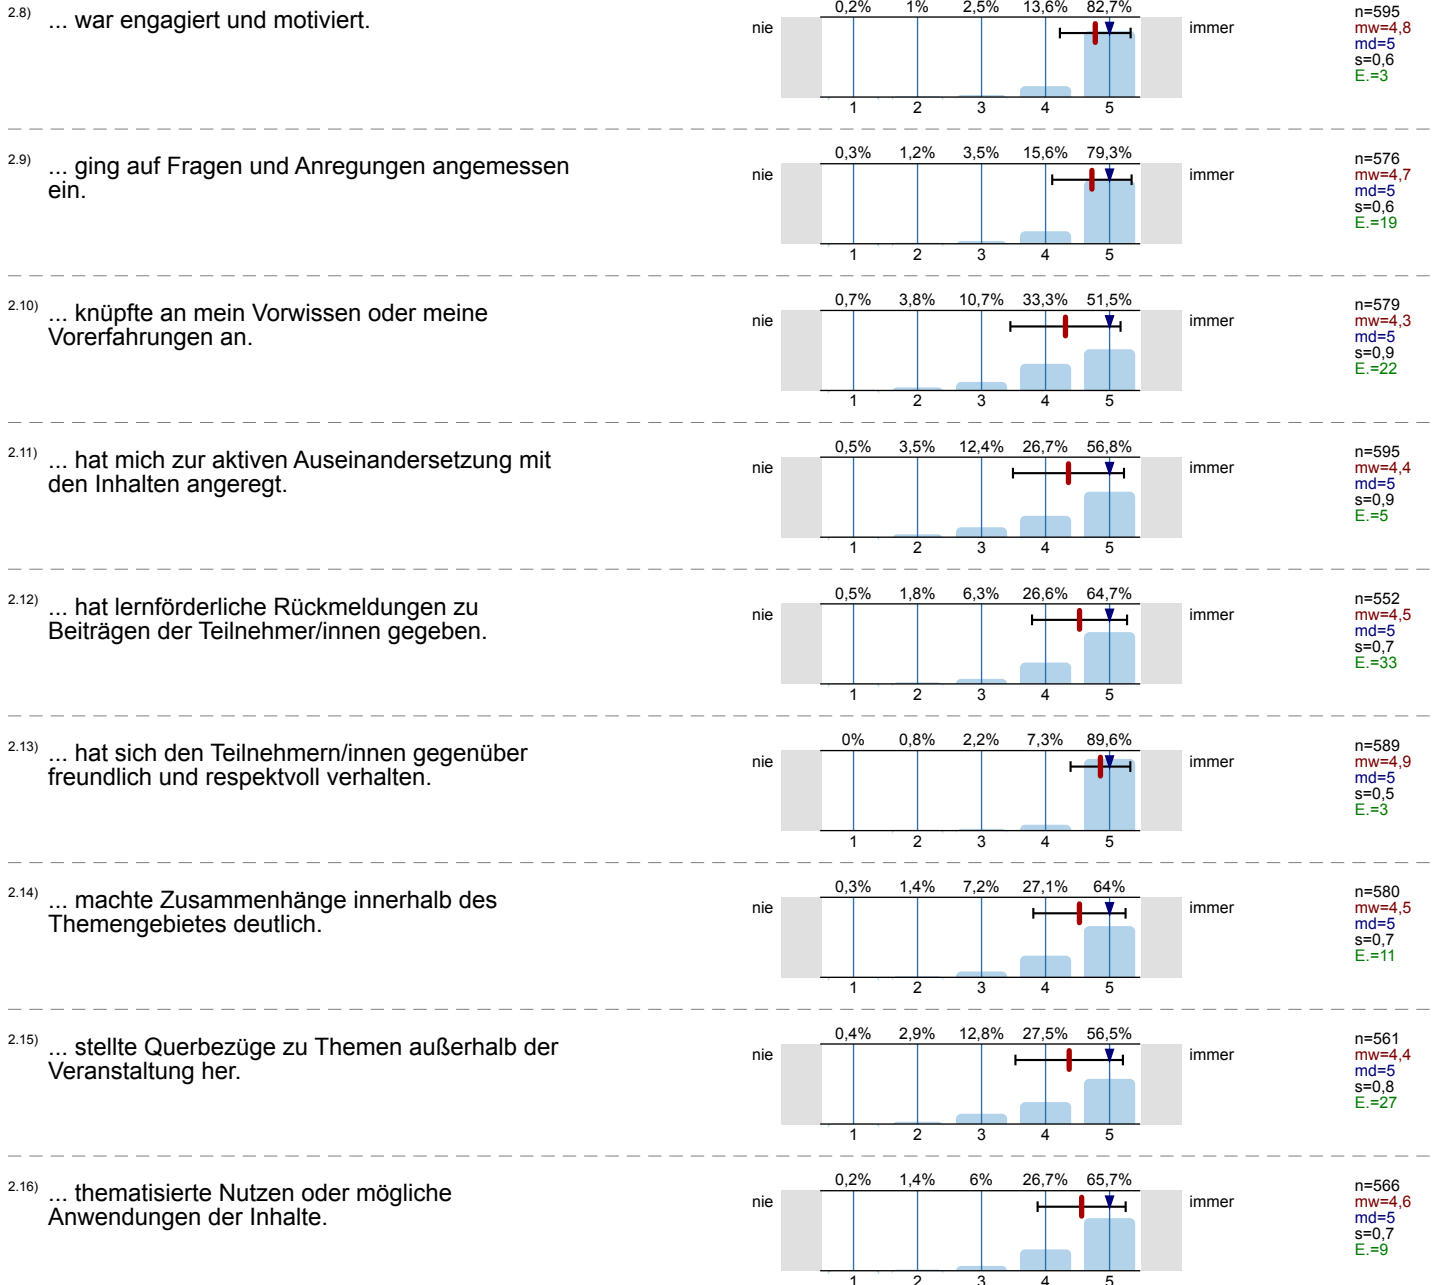 2.8) ... war engagiert und motiviert.
0,2% 1% 2,5% 13,6% 82,7%
nie immer
1 2 3 4 5
n=595
mw=4,8
md=5
s=0,6
E.=3
2.9) ... ging auf Fragen und Anregungen angemessen
ein.
0,3% 1,2% 3,5% 15,6% 79,3%
nie immer
1 2 3 4 5
n=576
mw=4,7
md=5
s=0,6
E.=19
2.10) ... knüpfte an mein Vorwissen oder meine
Vorerfahrungen an.
0,7% 3,8% 10,7% 33,3% 51,5%
nie immer
1 2 3 4 5
n=579
mw=4,3
md=5
s=0,9
E.=22
2.11) ... hat mich zur aktiven Auseinandersetzung mit
den Inhalten angeregt.
0,5% 3,5% 12,4% 26,7% 56,8%
nie immer
1 2 3 4 5
n=595
mw=4,4
md=5
s=0,9
E.=5
2.12) ... hat lernförderliche Rückmeldungen zu
Beiträgen der Teilnehmer/innen gegeben.
0,5% 1,8% 6,3% 26,6% 64,7%
nie immer
1 2 3 4 5
n=552
mw=4,5
md=5
s=0,7
E.=33
2.13) ... hat sich den Teilnehmern/innen gegenüber
freundlich und respektvoll verhalten.
0% 0,8% 2,2% 7,3% 89,6%
nie immer
1 2 3 4 5
n=589
mw=4,9
md=5
s=0,5
E.=3
2.14) ... machte Zusammenhänge innerhalb des
Themengebietes deutlich.
0,3% 1,4% 7,2% 27,1% 64%
nie immer
1 2 3 4 5
n=580
mw=4,5
md=5
s=0,7
E.=11
2.15) ... stellte Querbezüge zu Themen außerhalb der
Veranstaltung her.
0,4% 2,9% 12,8% 27,5% 56,5%
nie immer
1 2 3 4 5
n=561
mw=4,4
md=5
s=0,8
E.=27
2.16) ... thematisierte Nutzen oder mögliche
Anwendungen der Inhalte.
0,2% 1,4% 6% 26,7% 65,7%
nie immer
1 2 3 4 5
n=566
mw=4,6
md=5
s=0,7
E.=9